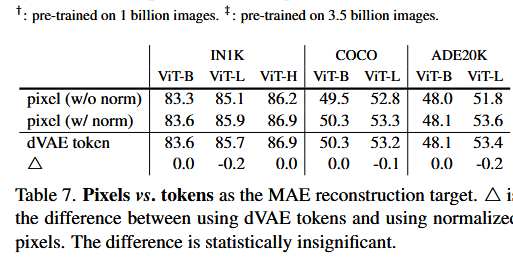 †: pre-trained on 1 billion images. ‡: pre-trained on 3.5 billion images.
IN1K COCO ADE20K
ViT-B ViT-L ViT-H ViT-B ViT-L ViT-B ViT-L
pixel (w/o norm) 83.3 85.1 86.2 49.5 52.8 48.0 51.8
pixel (w/ norm) 83.6 85.9 86.9 50.3 53.3 48.1 53.6
dVAE token 83.6 85.7 86.9 50.3 53.2 48.1 53.4
△ 0.0 -0.2 0.0 0.0 -0.1 0.0 -0.2
Table 7. Pixels vs. tokens as the MAE reconstruction target. △
the difference between using dVAE tokens and using normalized
pixels. The difference is statistically insignificant.